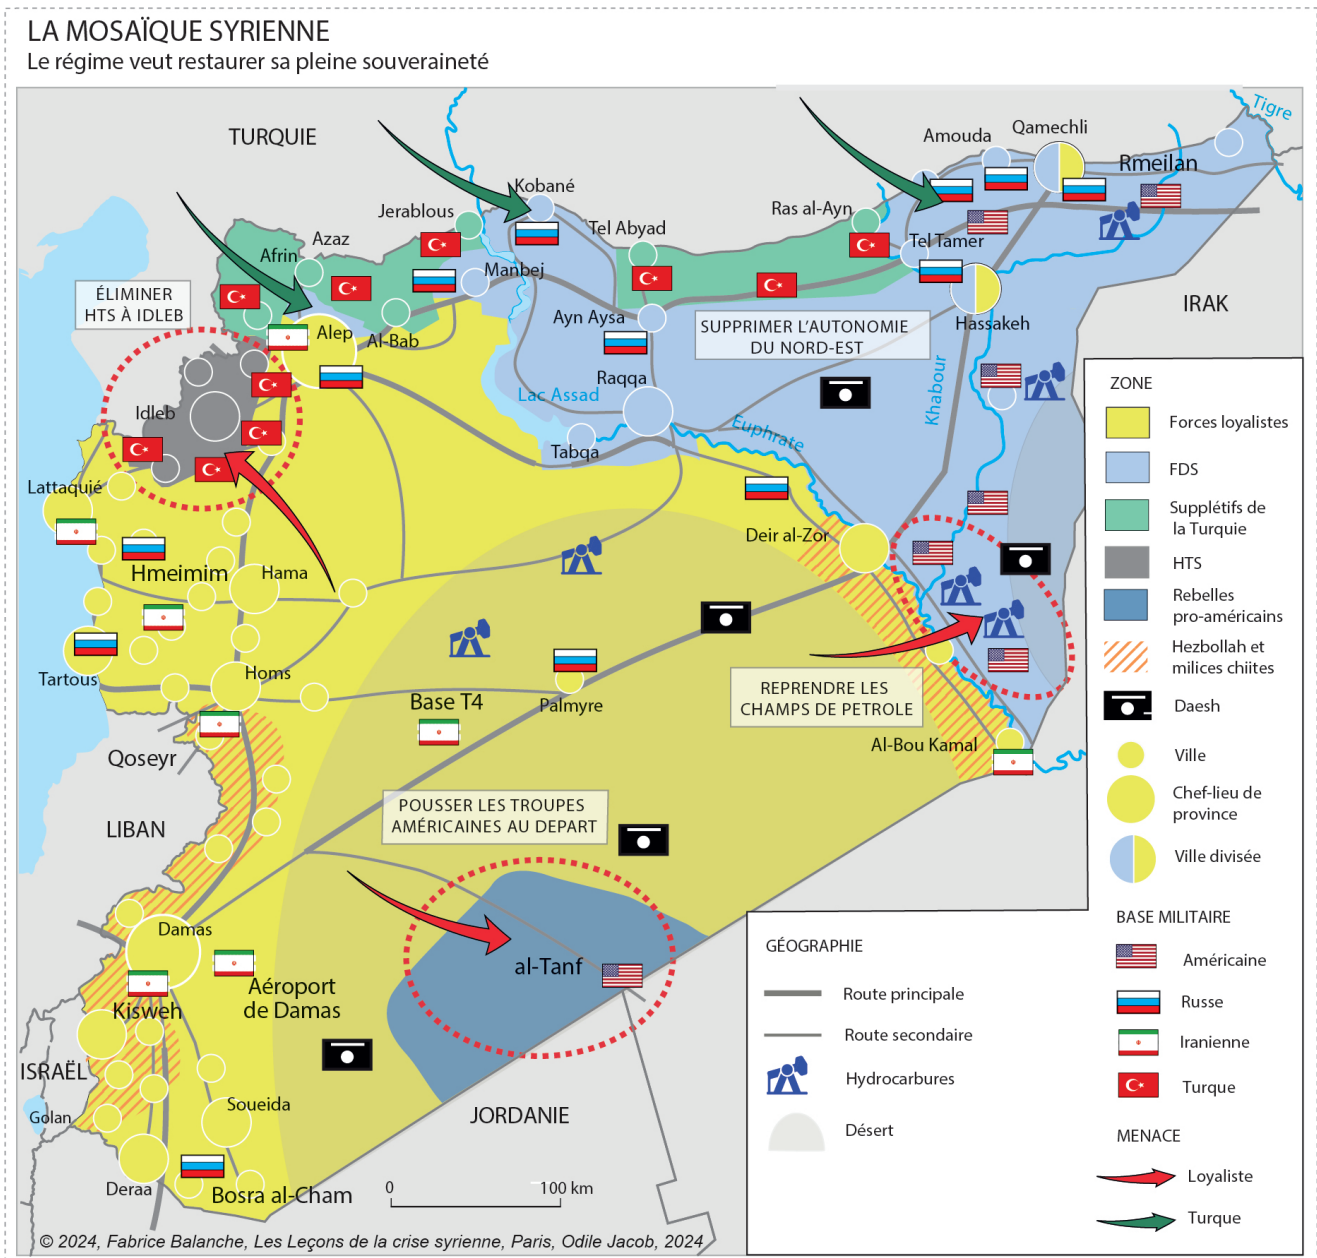 LA MOSAÏQUE SYRIENNE
Le régime veut restaurer sa pleine souveraineté
TURQUIE
Tigre
Amouda
Qamechli
Rmeilan
Kobané
Jerablous
Ras al-Ayn
Tel Abyad
Azaz
Afrin
Tel Tamer
Manbej
ÉLIMINER
HTS À IDLEB
IRAK
Alep
Al-Bab
Ayn Aysa
SUPPRIMER L'AUTONOMIE
DU NORD-EST
Hassakeh
Khabour
Raqqa
Lac Assad
Idleb
Euphrate
Tabqa
Lattaquié
Deir al-Zor
Hmeimim
Hama
Tartous
Homs
Base T4
Palmyre
REPRENDRE LES
CHAMPS DE PETROLE
Qoseyr
Al-Bou Kamal
POUSSER LES TROUPES
AMÉRICAINES AU DEPART
LIBAN
Damas
al-Tanf
Aéroport
de Damas
Kisweh
ISRAËL
Golan
Soueida
JORDANIE
Deraa
Bosra al-Cham
0
100 km
© 2024, Fabrice Balanche, Les Leçons de la crise syrienne, Paris, Odile Jacob, 2024
ZONE
Forces loyalistes
FDS
Supplétifs de
la Turquie
HTS
Rebelles
pro-américains
Hezbollah et
milices chiites
Daesh
Ville
Chef-lieu de
province
Ville divisée
BASE MILITAIRE
Américaine
Russe
Iranienne
Turque
MENACE
Loyaliste
Turque
GÉOGRAPHIE
Route principale
Route secondaire
Hydrocarbures
Désert